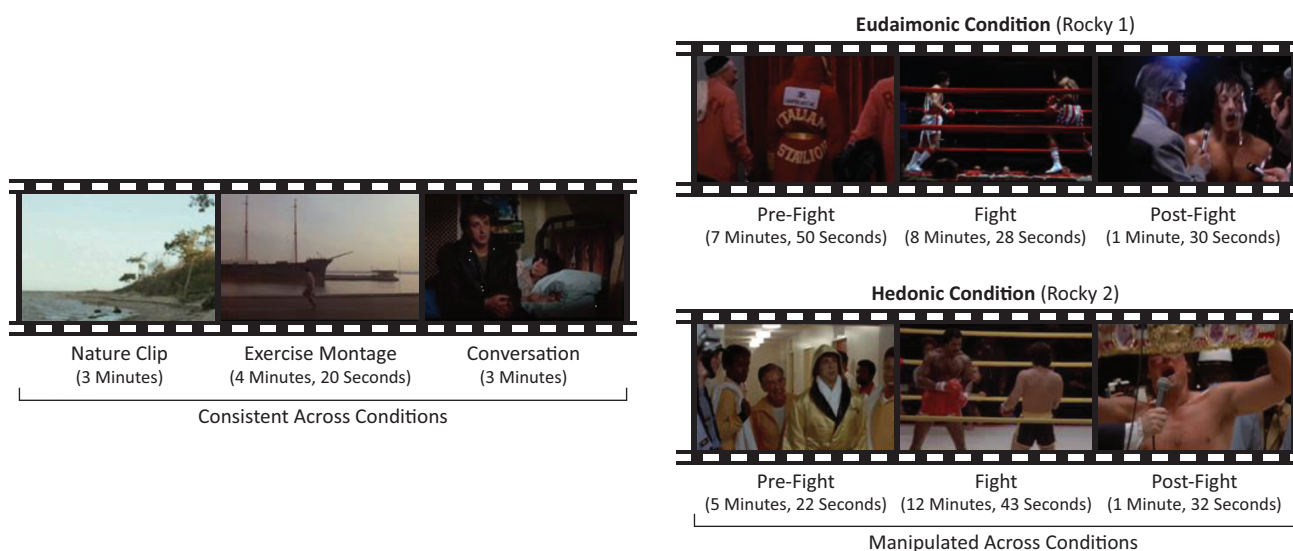 Eudaimonic Condition (Rocky 1)
ITALIAN
STALLION
Pre-Fight
(7 Minutes, 50 Seconds)
Fight
(8 Minutes, 28 Seconds)
Post-Fight
(1 Minute, 30 Seconds)
Nature Clip
(3 Minutes)
Exercise Montage
(4 Minutes, 20 Seconds)
Conversation
(3 Minutes)
Consistent Across Conditions
Hedonic Condition (Rocky 2)
Pre-Fight
(5 Minutes, 22 Seconds)
Fight
(12 Minutes, 43 Seconds)
Post-Fight
(1 Minute, 32 Seconds)
Manipulated Across Conditions